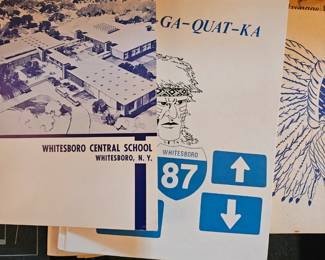 WHITESBORO CENTRAL SCHOOL
WHITESBORO, N. Y.
GA-QUAT-KA
WHITESBORO
87